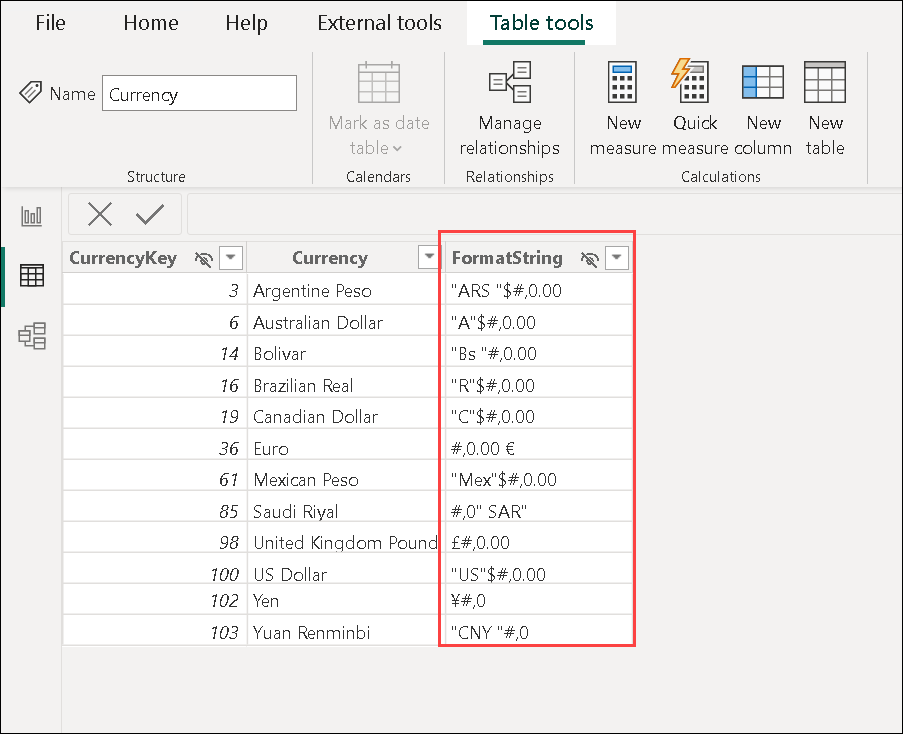 File Home Help External tools Table tools
Name Currency
Mark as date table
Manage relationships
New measure
Quick measure
New column
New table
Structure Calendars Relationships Calculations
CurrencyKey Currency FormatString
3 Argentine Peso "ARS "$#,0.00
6 Australian Dollar "A"$#,0.00
14 Bolivar "Bs "#,0.00
16 Brazilian Real "R"$#,0.00
19 Canadian Dollar "C"$#,0.00
36 Euro #,0.00 €
61 Mexican Peso "Mex"$#,0.00
85 Saudi Riyal #,0" SAR"
98 United Kingdom Pound £#,0.00
100 US Dollar "US"$#,0.00
102 Yen ¥#,0
103 Yuan Renminbi "CNY "#,0